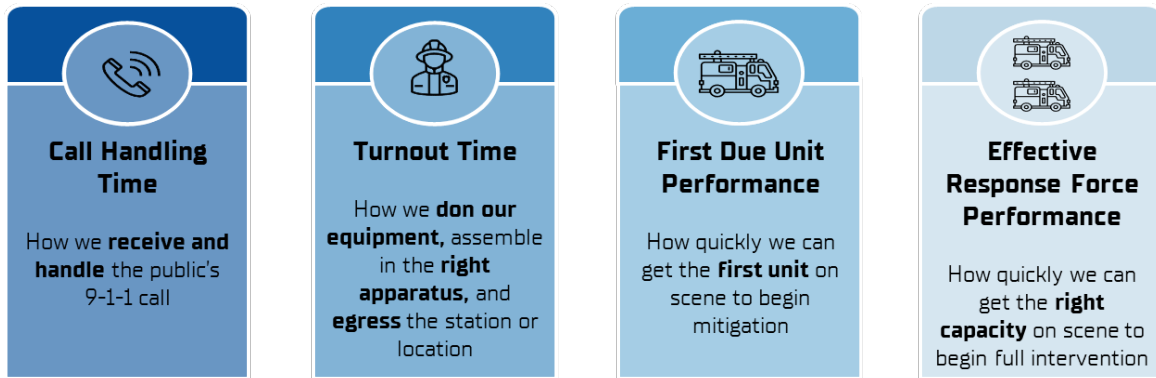 Call Handling
Time
How we receive and
handle the public's
9-1-1 call
Turnout Time
How we don our
equipment, assemble
in the right
apparatus, and
egress the station or
location
First Due Unit
Performance
How quickly we can
get the first unit on
scene to begin
mitigation
Effective
Response Force
Performance
How quickly we can
get the right
capacity on scene to
begin full intervention